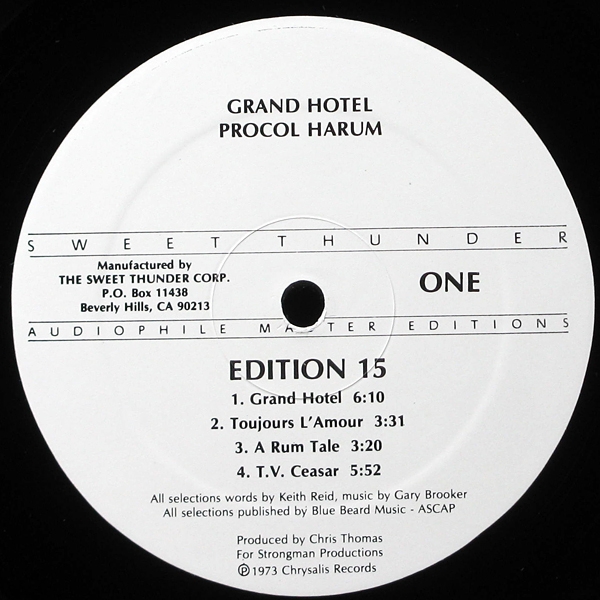 GRAND HOTEL
PROCOL HARUM
SWEET THUNDER
Manufactured by
THE SWEET THUNDER CORP.
P.O. Box 11438
Beverly Hills, CA 90213
ONE
AUDIOPHILE MASTER EDITIONS
EDITION 15
1. Grand Hotel 6:10
2. Toujours L'Amour 3:31
3. A Rum Tale 3:20
4. T.V. Ceasar 5:52
All selections words by Keith Reid, music by Gary Brooker
All selections published by Blue Beard Music - ASCAP
Produced by Chris Thomas
For Strongman Productions
℗1973 Chrysalis Records